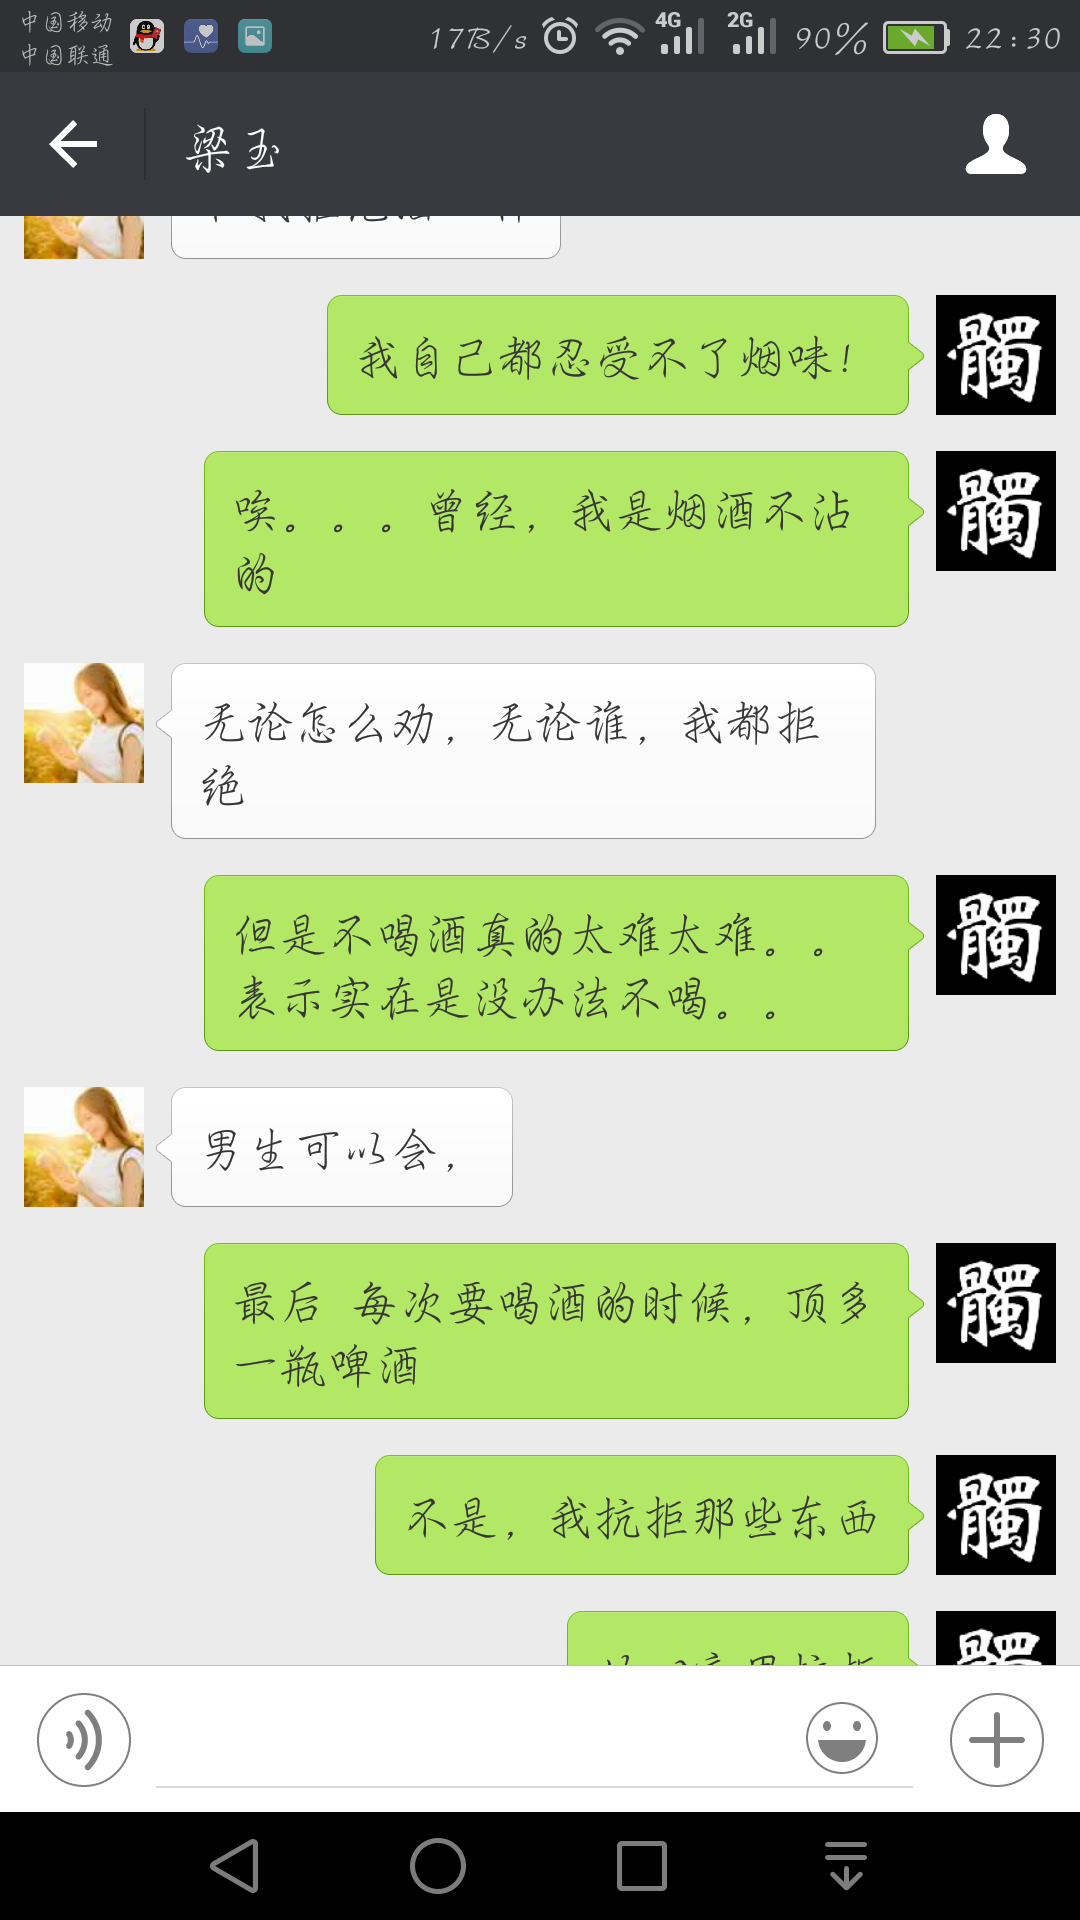 中国移动
中国联通
17B/s
4G
2G
90%
22:30
梁玉
我自己都忍受不了烟味!
髑
唉。。。曾经，我是烟酒不沾
的
髑
无论怎么劝，无论谁，我都拒
绝
但是不喝酒真的太难太难。。
表示实在是没办法不喝。。
髑
男生可以会，
最后 每次要喝酒的时候，顶多
一瓶啤酒
髑
不是，我抗拒那些东西
髑